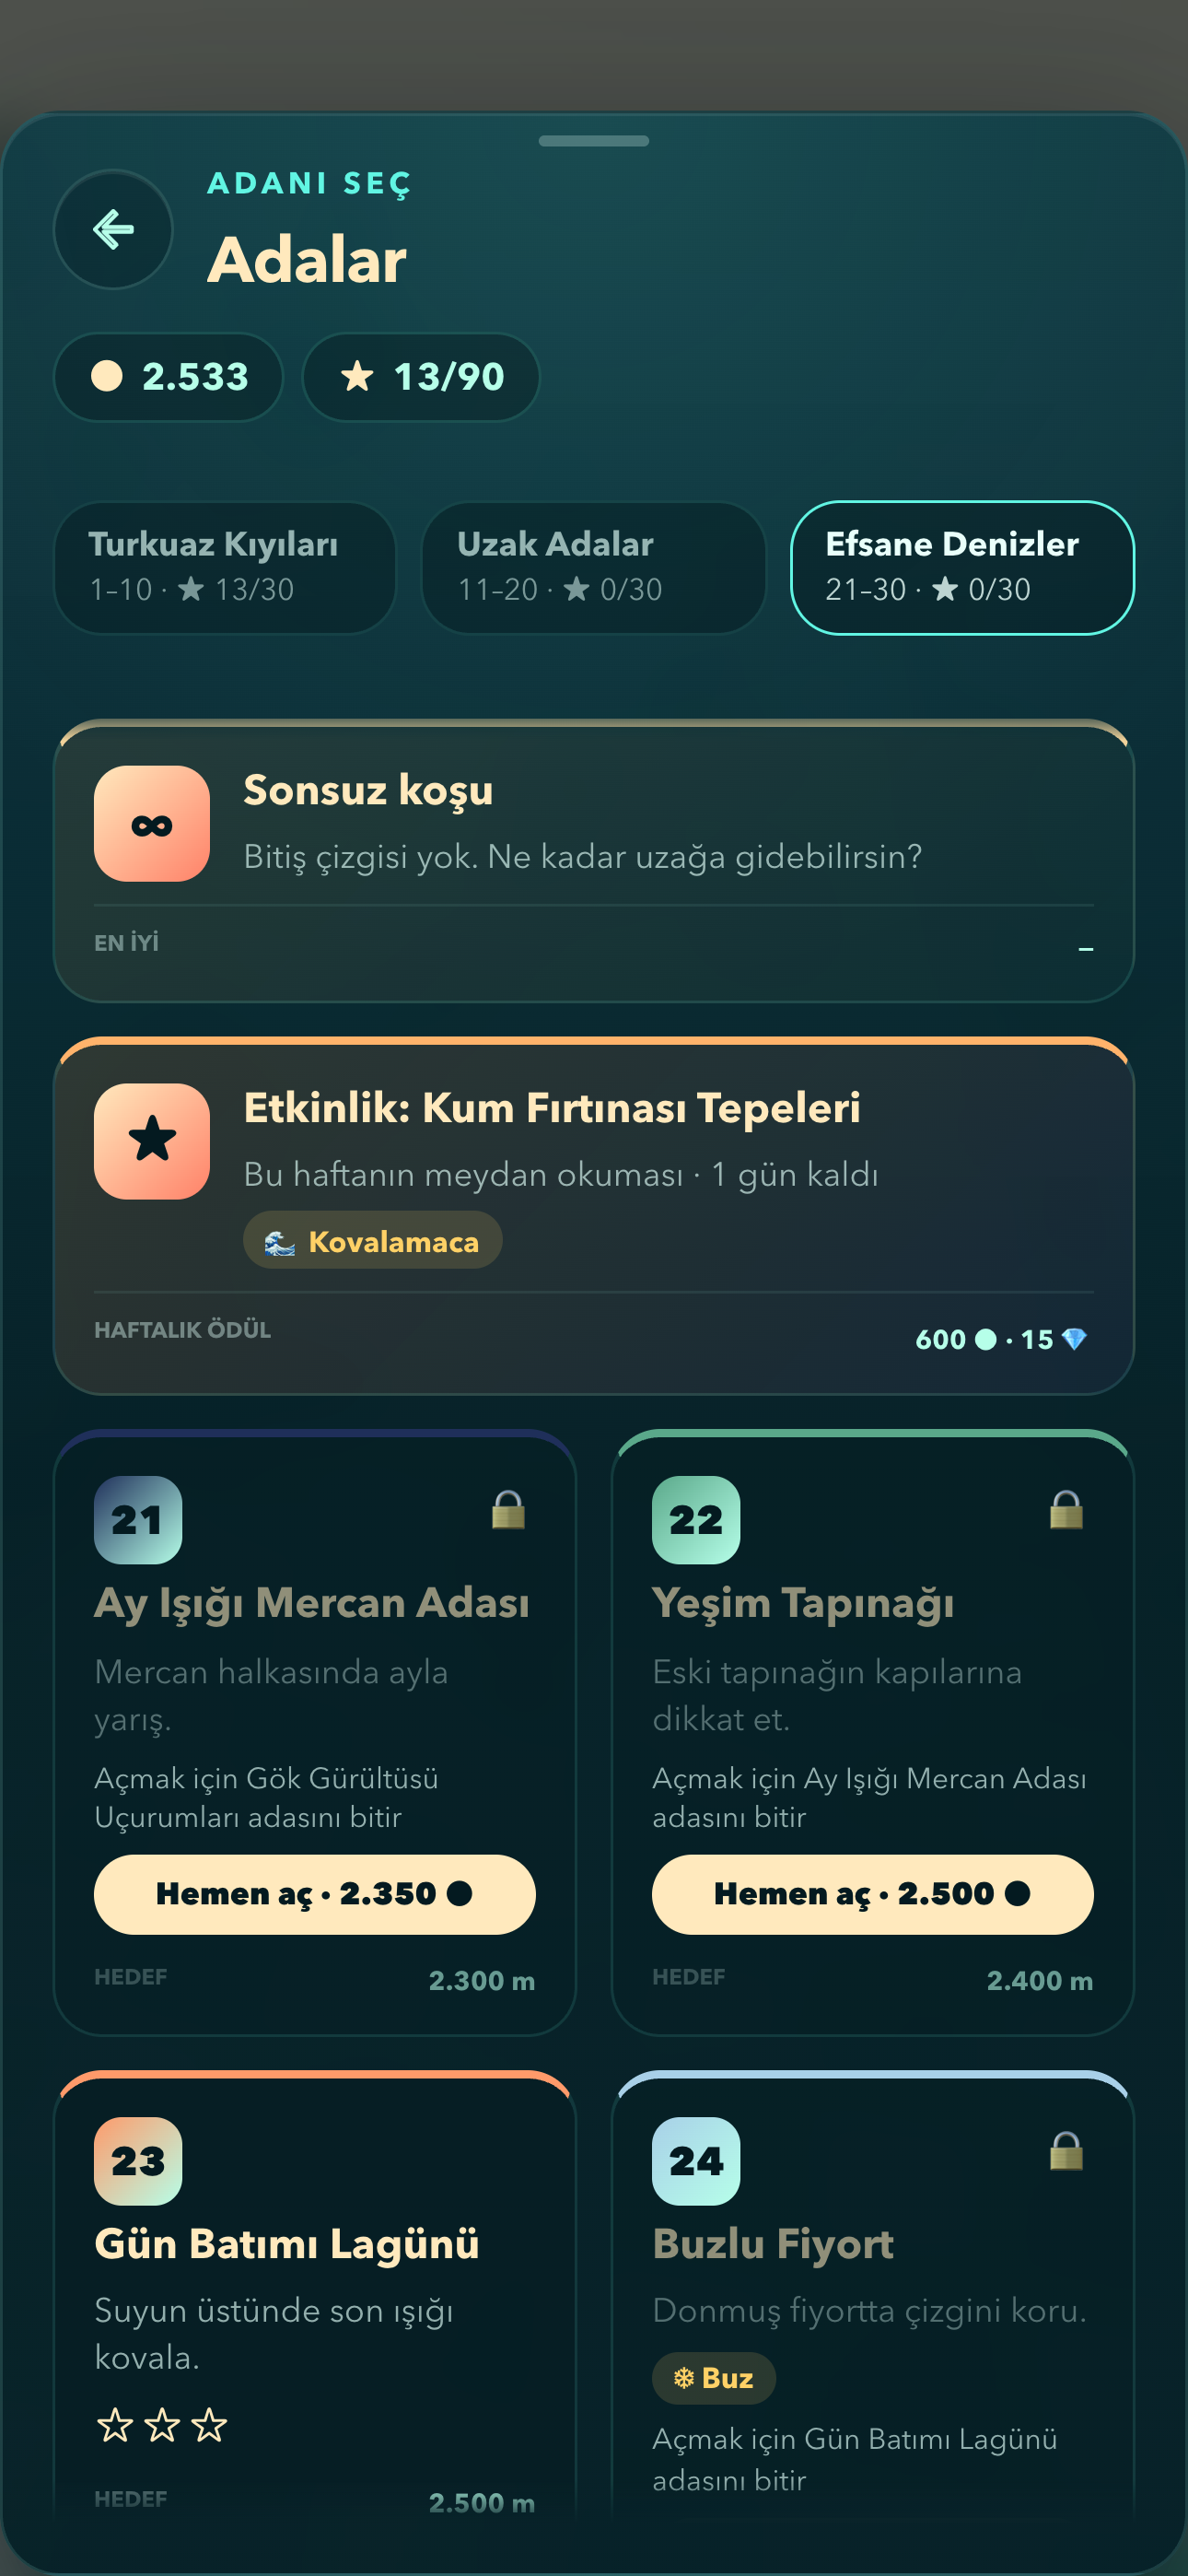 ADANI SEÇ
Adalar
2.533
★ 13/90
Turkuaz Kıyıları
1–10 · ★ 13/30
Uzak Adalar
11–20 · ★ 0/30
Efsane Denizler
21–30 · ★ 0/30
∞
Sonsuz koşu
Bitiş çizgisi yok. Ne kadar uzağa gidebilirsin?
EN İYİ
–
Etkinlik: Kum Fırtınası Tepeleri
Bu haftanın meydan okuması · 1 gün kaldı
🌊 Kovalamaca
HAFTALIK ÖDÜL
600 ● · 15 💎
21
Ay Işığı Mercan Adası
Mercan halkasında ayla
yarış.
Açmak için Gök Gürültüsü
Uçurumları adasını bitir
Hemen aç · 2.350 ●
HEDEF
2.300 m
22
Yeşim Tapınağı
Eski tapınağın kapılarına
dikkat et.
Açmak için Ay Işığı Mercan Adası
adasını bitir
Hemen aç · 2.500 ●
HEDEF
2.400 m
23
Gün Batımı Lagünü
Suyun üstünde son ışığı
kovala.
☆☆☆
HEDEF
2.500 m
24
Buzlu Fiyort
Donmuş fiyortta çizgini koru.
❄ Buz
Açmak için Gün Batımı Lagünü
adasını bitir